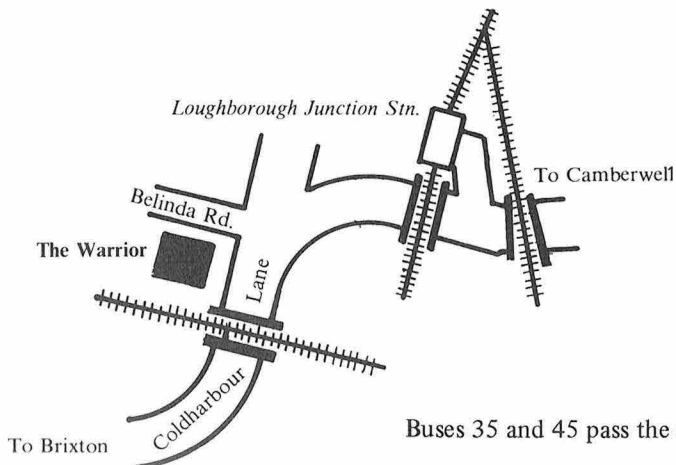 Loughborough Junction Stn.
To Camberwell
Belinda Rd.
The Warrior
Lane
Coldharbour
To Brixton
Buses 35 and 45 pass the